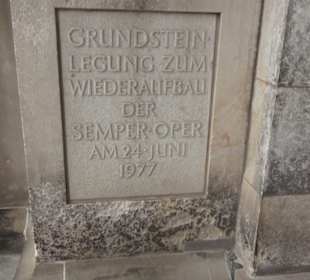 GRUNDSTEIN-
LEGUNG ZUM
WIEDERAUFBAU
DER
SEMPER-OPER
AM 24·JUNI
1977